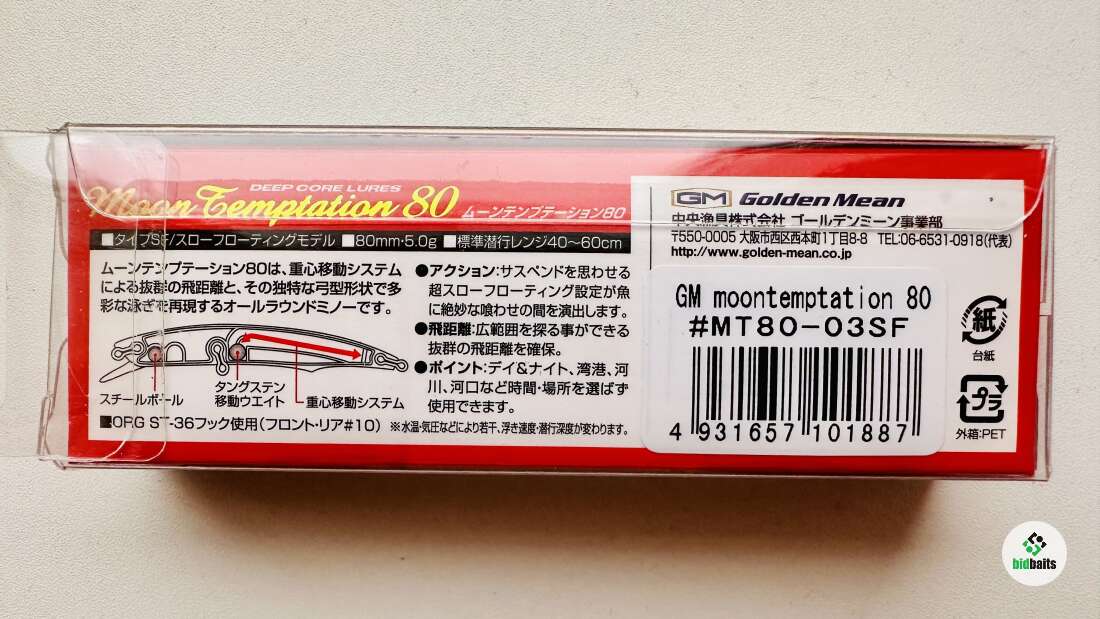 DEEP CORE LURES
Moon Temptation 80 ムーンテンプテーション80
■タイプSF/スローフローティングモデル ■80mm・5.0g ■標準潜行レンジ40～60cm
ムーンテンプテーション80は、重心移動システム
による抜群の飛距離と、その独特な弓型形状で多
彩な泳ぎを再現するオールラウンドミノーです。
スチールボール
タングステン
移動ウエイト
重心移動システム
■ORG ST-36フック使用(フロント・リア#10)
●アクション:サスペンドを思わせる
超スローフローティング設定が魚
に絶妙な喰わせの間を演出します。
●飛距離:広範囲を探る事ができる
抜群の飛距離を確保。
●ポイント:デイ&ナイト、湾港、河
川、河口など時間・場所を選ばず
使用できます。
※水温・気圧などにより若干、浮き速度・潜行深度が変わります。
GM Golden Mean
中央漁具株式会社 ゴールデンミーン事業部
〒550-0005 大阪市西区西本町1丁目8-8 TEL:06-6531-0918(代表)
http://www.golden-mean.co.jp
GM moontemptation 80
#MT80-03SF
4 931657 101887
紙
台紙
プラ
外箱:PET
bidbaits